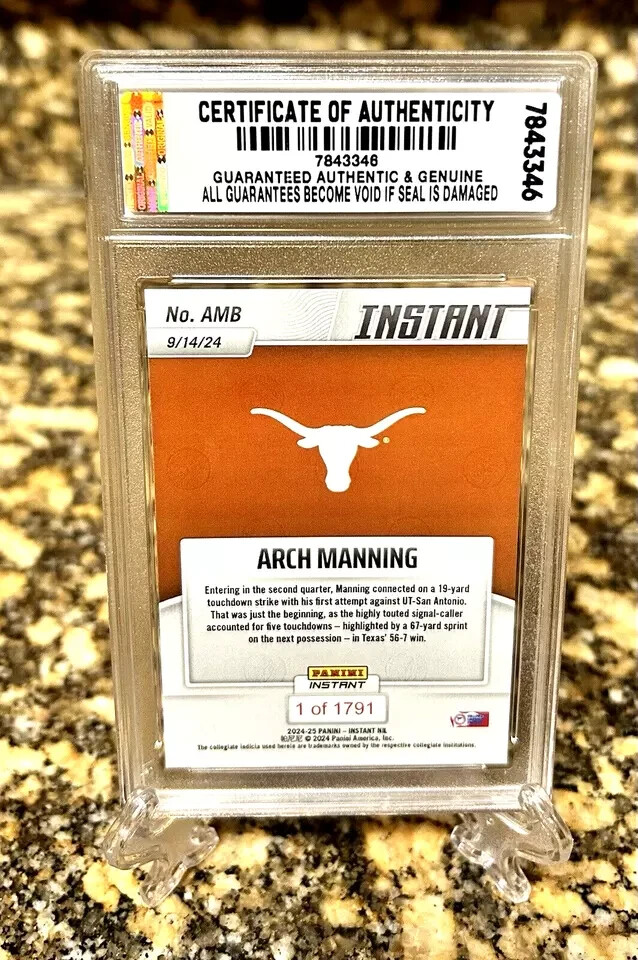 CERTIFICATE OF AUTHENTICITY
7843346
GUARANTEED AUTHENTIC & GENUINE
ALL GUARANTEES BECOME VOID IF SEAL IS DAMAGED
7843346
No. AMB
9/14/24
INSTANT
ARCH MANNING
Entering in the second quarter, Manning connected on a 19-yard
touchdown strike with his first attempt against UT-San Antonio.
That was just the beginning, as the highly touted signal-caller
accounted for five touchdowns – highlighted by a 67-yard sprint
on the next possession – in Texas' 56-7 win.
PANINI
INSTANT
1 of 1791
2024-25 PANINI – INSTANT NIL
© 2024 Panini America, Inc.
The collegiate indicia used herein are trademarks owned by the respective collegiate institutions.